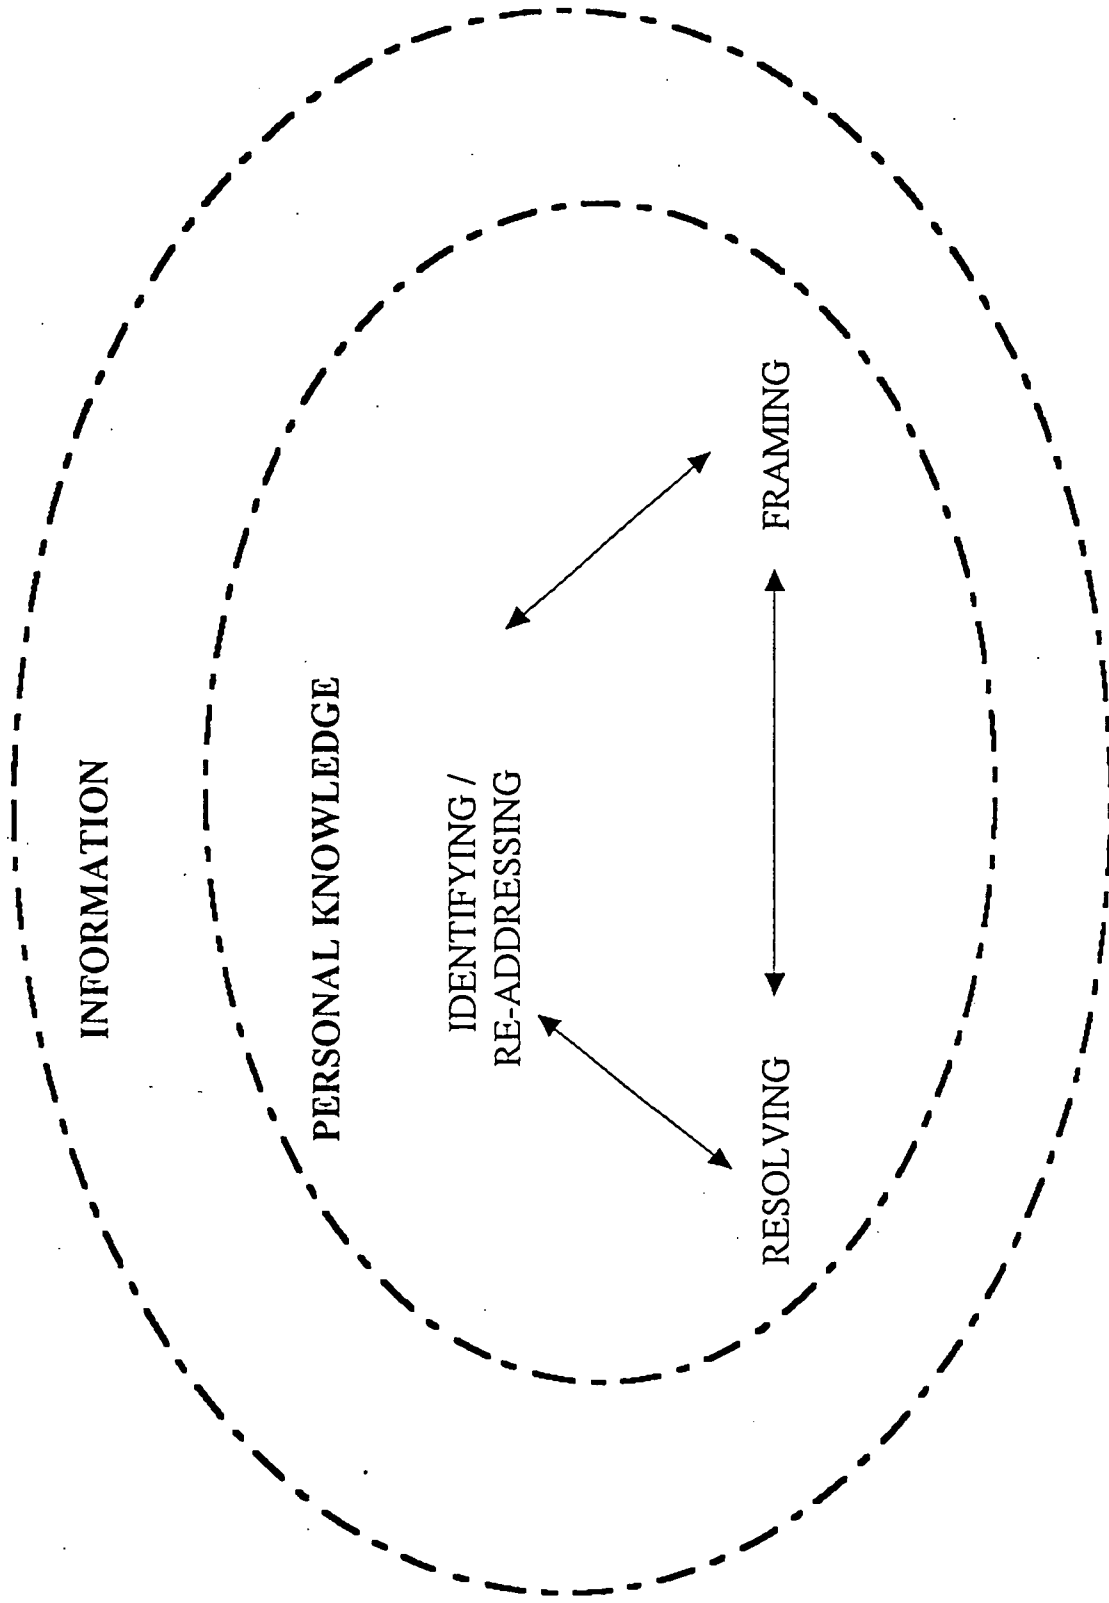 INFORMATION
PERSONAL KNOWLEDGE
IDENTIFYING /
RE-ADDRESSING
RESOLVING
FRAMING